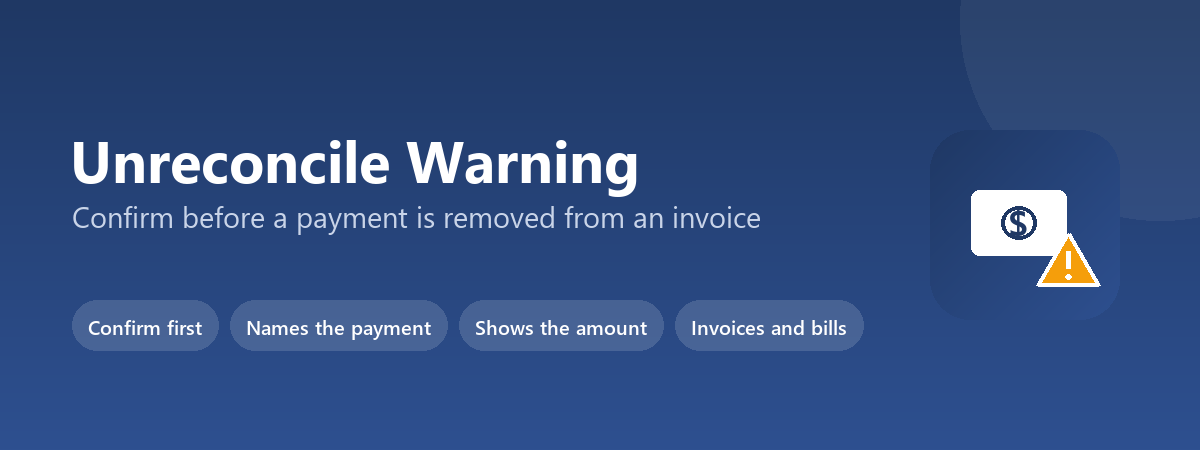 Unreconcile Warning
Confirm before a payment is removed from an invoice
Confirm first
Names the payment
Shows the amount
Invoices and bills
$